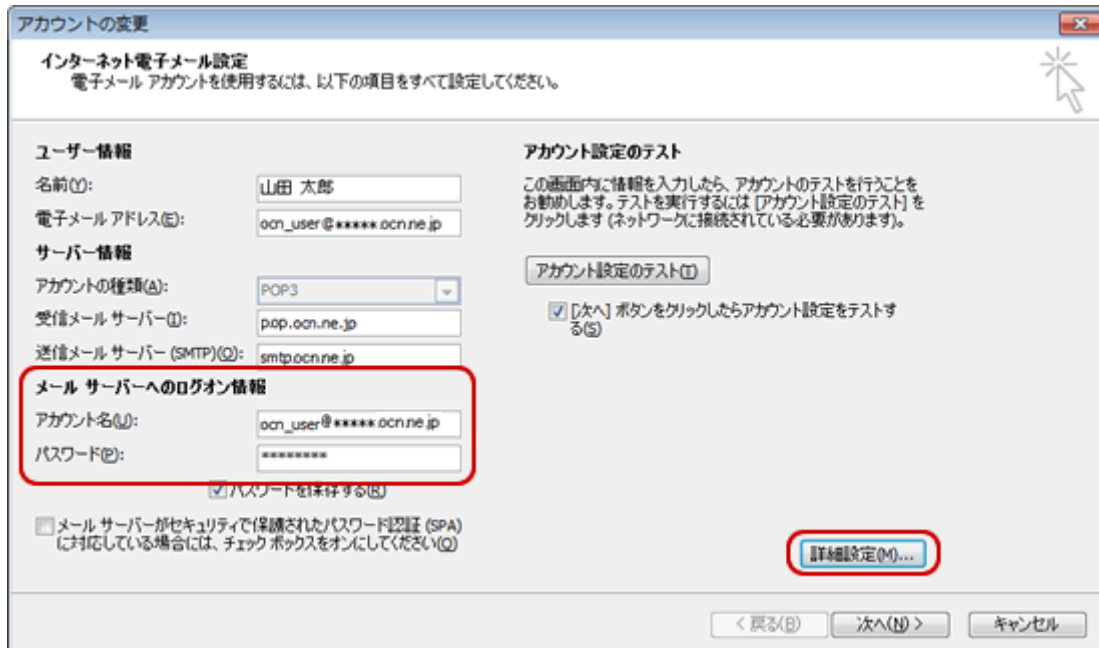 アカウントの変更
インターネット電子メール設定
電子メール アカウントを使用するには、以下の項目をすべて設定してください。
ユーザー情報
名前(Y):
山田 太郎
電子メール アドレス(E):
ocn_user@*****.ocn.ne.jp
サーバー情報
アカウントの種類(A):
POP3
受信メール サーバー(I):
pop.ocn.ne.jp
送信メール サーバー (SMTP)(O):
smtp.ocn.ne.jp
メール サーバーへのログオン情報
アカウント名(U):
ocn_user@*****.ocn.ne.jp
パスワード(P):
********
パスワードを保存する(R)
メール サーバーがセキュリティで保護されたパスワード認証 (SPA)
に対応している場合には、チェック ボックスをオンにしてください(Q)
アカウント設定のテスト
この画面内に情報を入力したら、アカウントのテストを行うことを
お勧めします。テストを実行するには [アカウント設定のテスト] を
クリックします (ネットワークに接続されている必要があります)。
アカウント設定のテスト(T)
[次へ] ボタンをクリックしたらアカウント設定をテストす
る(S)
詳細設定(M)...
< 戻る(B)
次へ(N) >
キャンセル